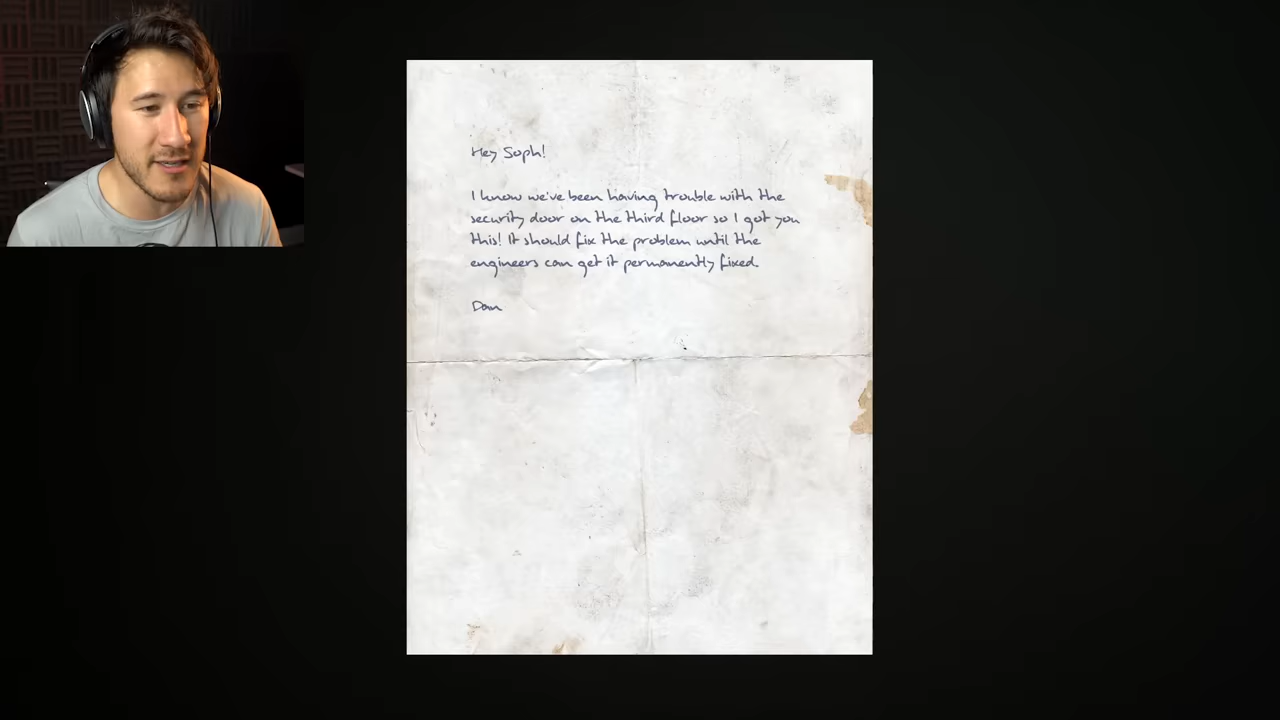 Hey Soph!
I know we've been having trouble with the
security door on the third floor so I got you
this! It should fix the problem until the
engineers can get it permanently fixed.
Dan